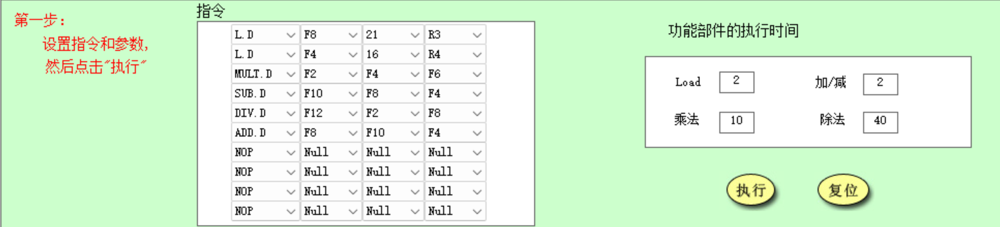 第一步:
设置指令和参数,
然后点击"执行"
指令
L.D F8 21 R3
L.D F4 16 R4
MULT.D F2 F4 F6
SUB.D F10 F8 F4
DIV.D F12 F2 F8
ADD.D F8 F10 F4
NOP Null Null Null
NOP Null Null Null
NOP Null Null Null
NOP Null Null Null
功能部件的执行时间
Load 2 加/减 2
乘法 10 除法 40
执行 复位